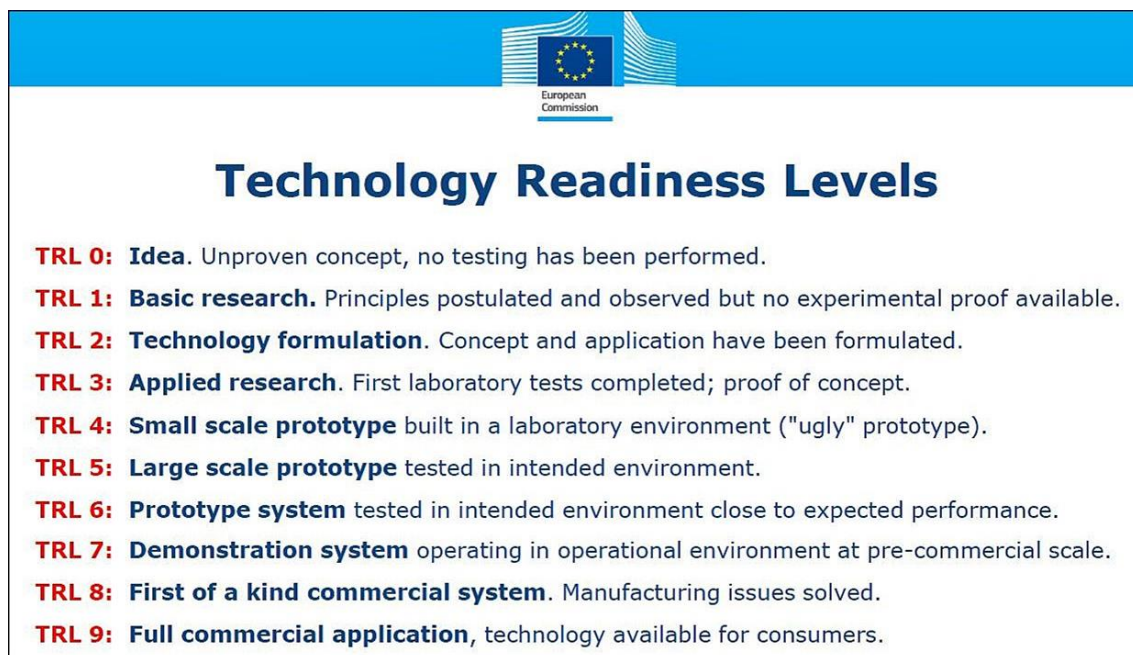 European
Commission
Technology Readiness Levels
TRL 0: Idea. Unproven concept, no testing has been performed.
TRL 1: Basic research. Principles postulated and observed but no experimental proof available.
TRL 2: Technology formulation. Concept and application have been formulated.
TRL 3: Applied research. First laboratory tests completed; proof of concept.
TRL 4: Small scale prototype built in a laboratory environment ("ugly" prototype).
TRL 5: Large scale prototype tested in intended environment.
TRL 6: Prototype system tested in intended environment close to expected performance.
TRL 7: Demonstration system operating in operational environment at pre-commercial scale.
TRL 8: First of a kind commercial system. Manufacturing issues solved.
TRL 9: Full commercial application, technology available for consumers.